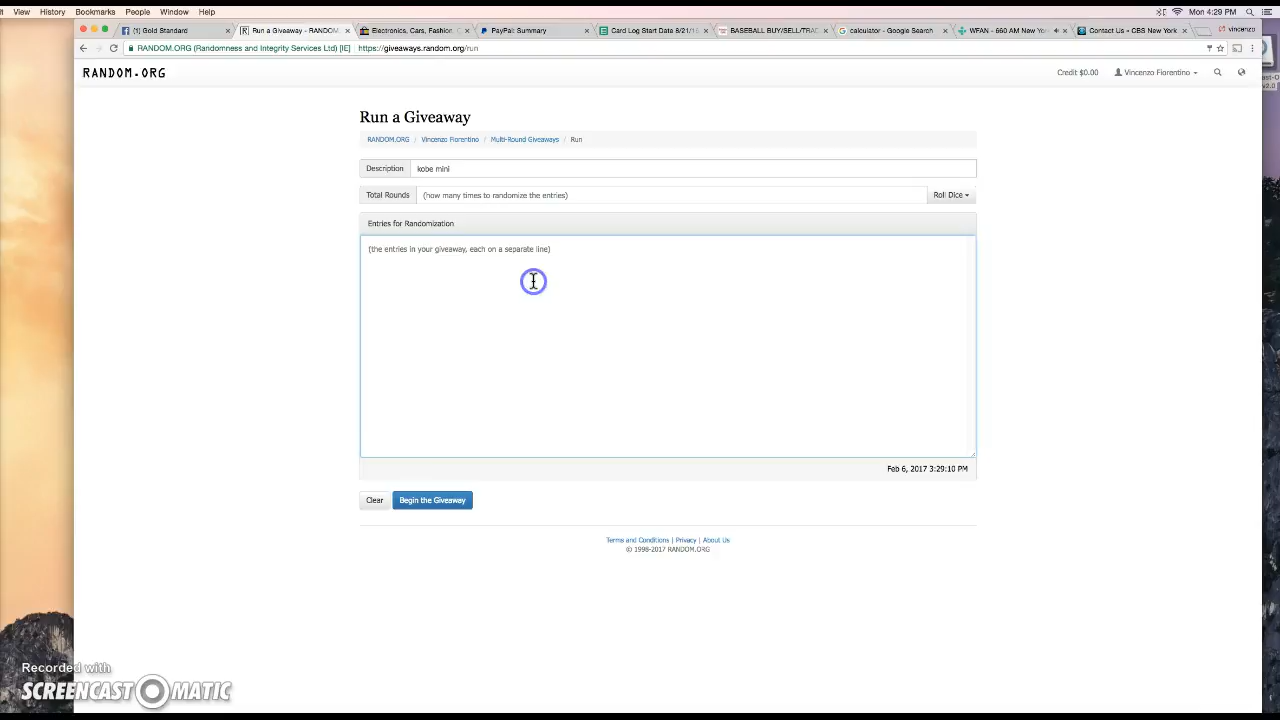 View History Bookmarks People Window Help Mon 4:29 PM
(1) Gold Standard Run a Giveaway - RANDOM. Electronics, Cars, Fashion, C PayPal: Summary Card Log Start Date 8/21/15 BASEBALL BUY/SELL/TRAD calculator - Google Search WFAN – 660 AM New Yo Contact Us « CBS New York vincenzo
RANDOM.ORG (Randomness and Integrity Services Ltd) [IE] https://giveaways.random.org/run
RANDOM.ORG Credit $0.00 Vincenzo Fiorentino
Run a Giveaway
RANDOM.ORG / Vincenzo Fiorentino / Multi-Round Giveaways / Run
Description kobe mini
Total Rounds (how many times to randomize the entries) Roll Dice
Entries for Randomization
(the entries in your giveaway, each on a separate line)
Feb 6, 2017 3:29:10 PM
Clear Begin the Giveaway
Terms and Conditions | Privacy | About Us
© 1998-2017 RANDOM.ORG
Recorded with
SCREENCAST-O-MATIC